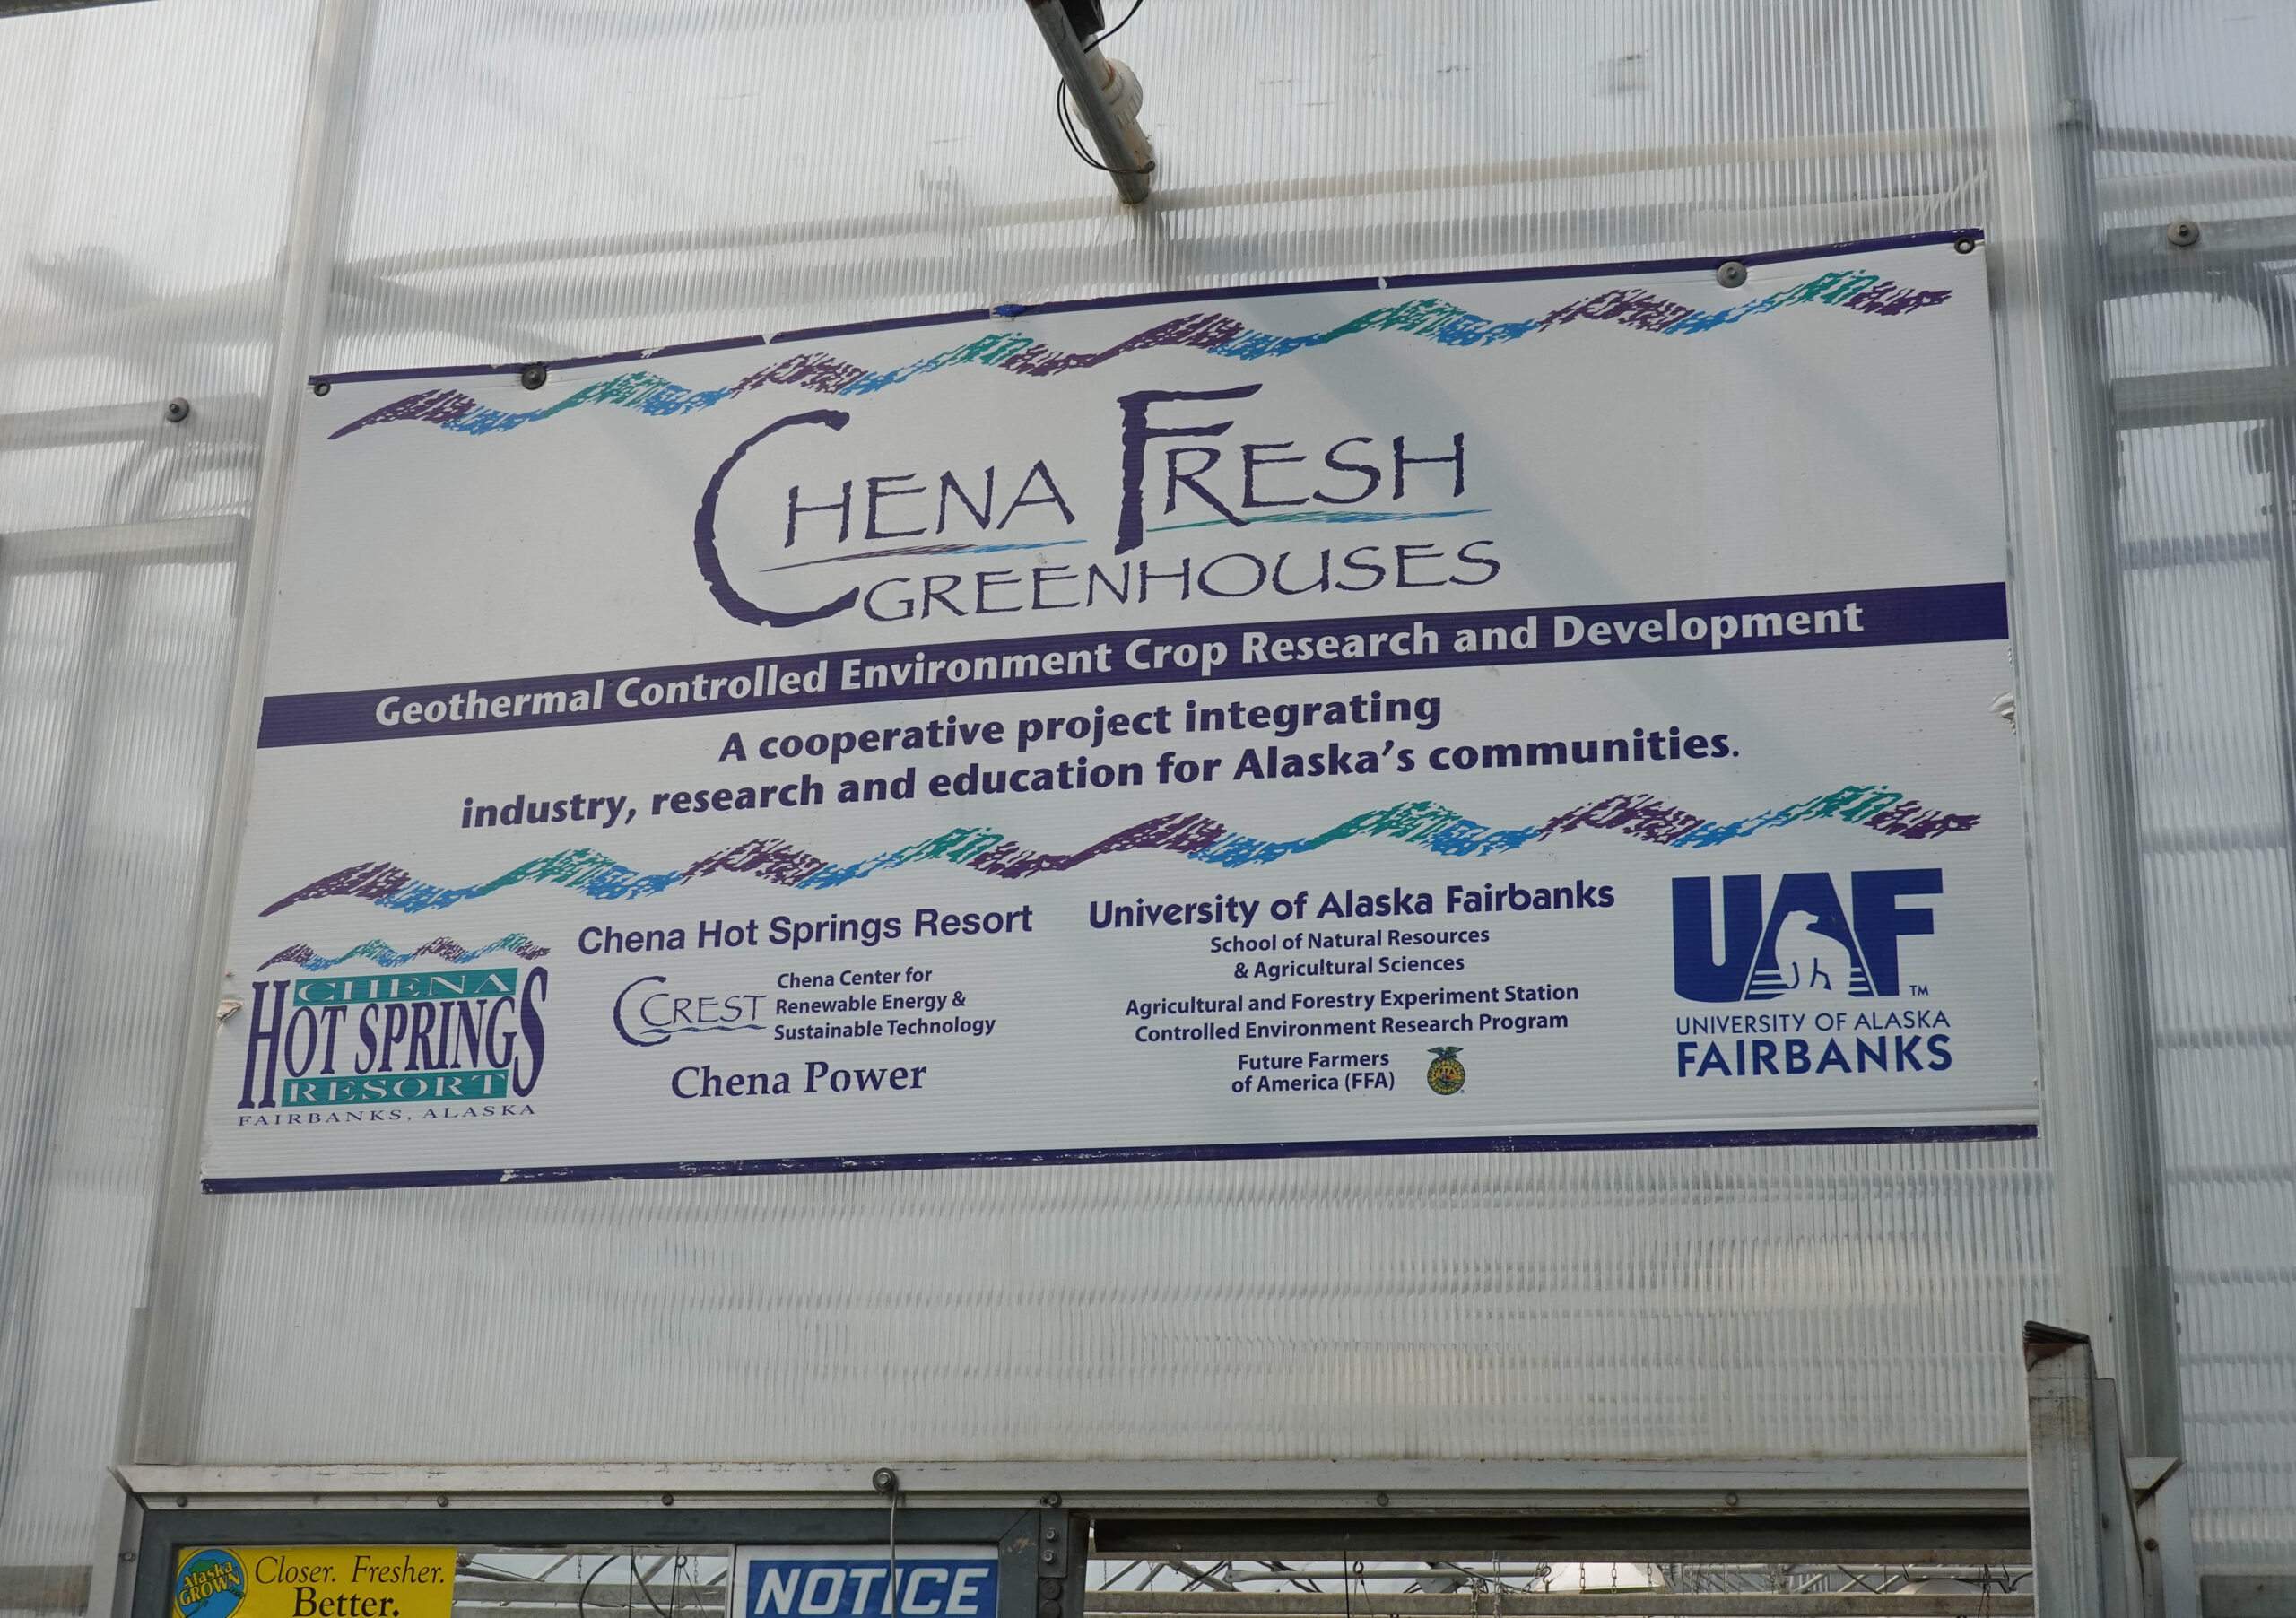 CHENA FRESH
GREENHOUSES
Geothermal Controlled Environment Crop Research and Development
A cooperative project integrating
industry, research and education for Alaska's communities.
CHENA
HOT SPRINGS
RESORT
FAIRBANKS, ALASKA
Chena Hot Springs Resort
CCREST
Chena Center for
Renewable Energy &
Sustainable Technology
Chena Power
University of Alaska Fairbanks
School of Natural Resources
& Agricultural Sciences
Agricultural and Forestry Experiment Station
Controlled Environment Research Program
Future Farmers
of America (FFA)
UAF
TM
UNIVERSITY OF ALASKA
FAIRBANKS
Alaska
GROWN
Closer. Fresher.
Better.
NOTICE